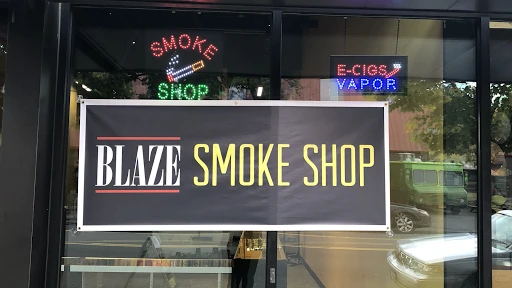 SMOKE
SHOP
E-CIGS
VAPOR
BLAZE SMOKE SHOP